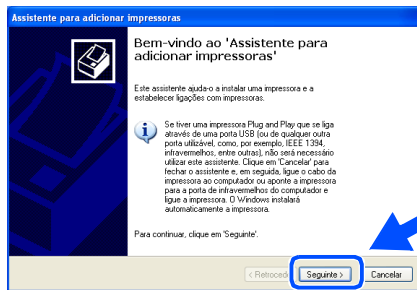 Assistente para adicionar impressoras
Bem-vindo ao 'Assistente para
adicionar impressoras'
Este assistente ajuda-o a instalar uma impressora e a
estabelecer ligações com impressoras.
Se tiver uma impressora Plug and Play que se liga
através de uma porta USB (ou de qualquer outra
porta utilizável, como, por exemplo, IEEE 1394,
infravermelhos, entre outras), não será necessário
utilizar este assistente. Clique em 'Cancelar' para
fechar o assistente e, em seguida, ligue o cabo da
impressora ao computador ou aponte a impressora
para a porta de infravermelhos do computador e
ligue a impressora. O Windows instalará
automaticamente a impressora.
Para continuar, clique em 'Seguinte'.
< Retroced Seguinte > Cancelar